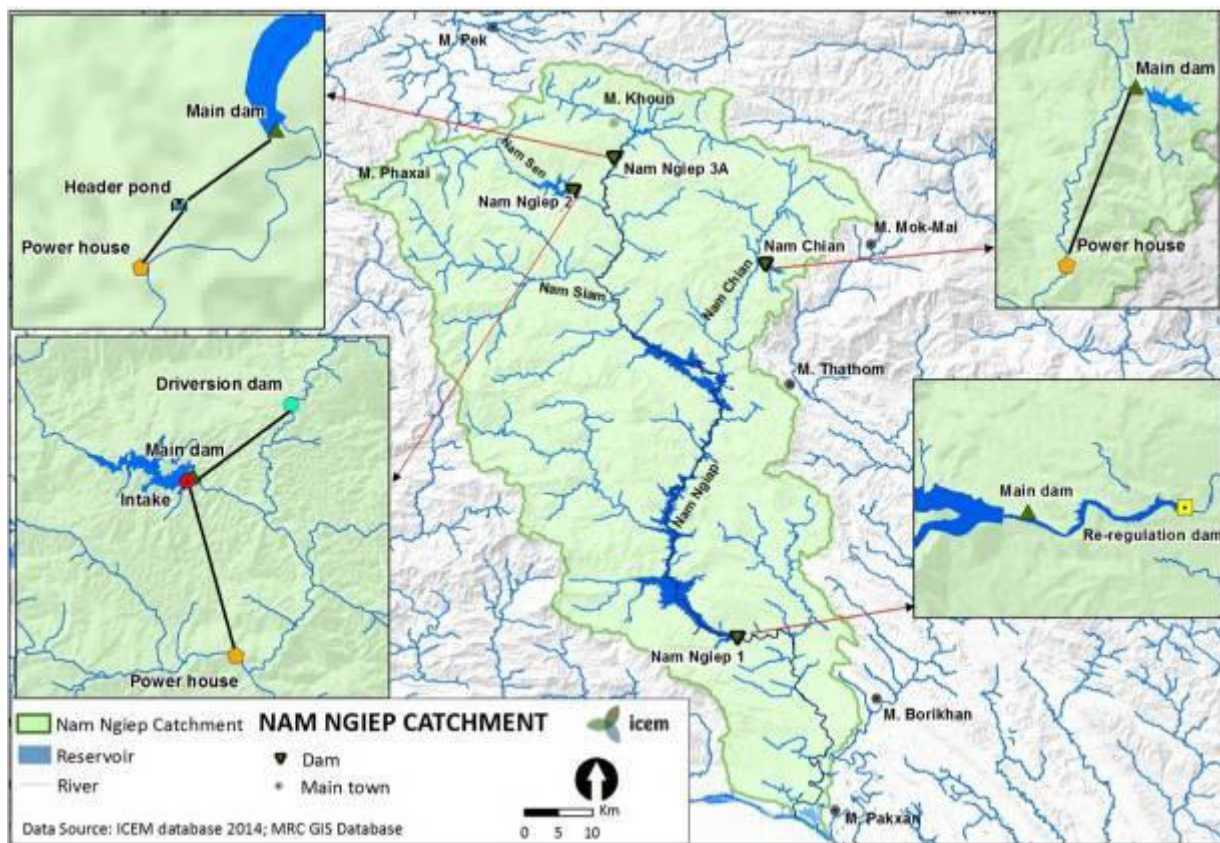 M. Pek
Main dam
Header pond
Power house
M. Khoun
Nam Sen
M. Phaxai
Nam Ngiep 3A
Nam Ngiep 2
Nam Chian
M. Mok-Mai
Nam Chian
Nam Siam
M. Thathom
Nam Ngiap
Nam Ngiep 1
M. Borikhan
M. Pakxan
Main dam
Power house
Driversion dam
Main dam
Intake
Power house
Main dam
Re-regulation dam
Nam Ngiep Catchment
NAM NGIEP CATCHMENT
icem
Reservoir
Dam
River
Main town
Km
0 5 10
Data Source: ICEM database 2014; MRC GIS Database